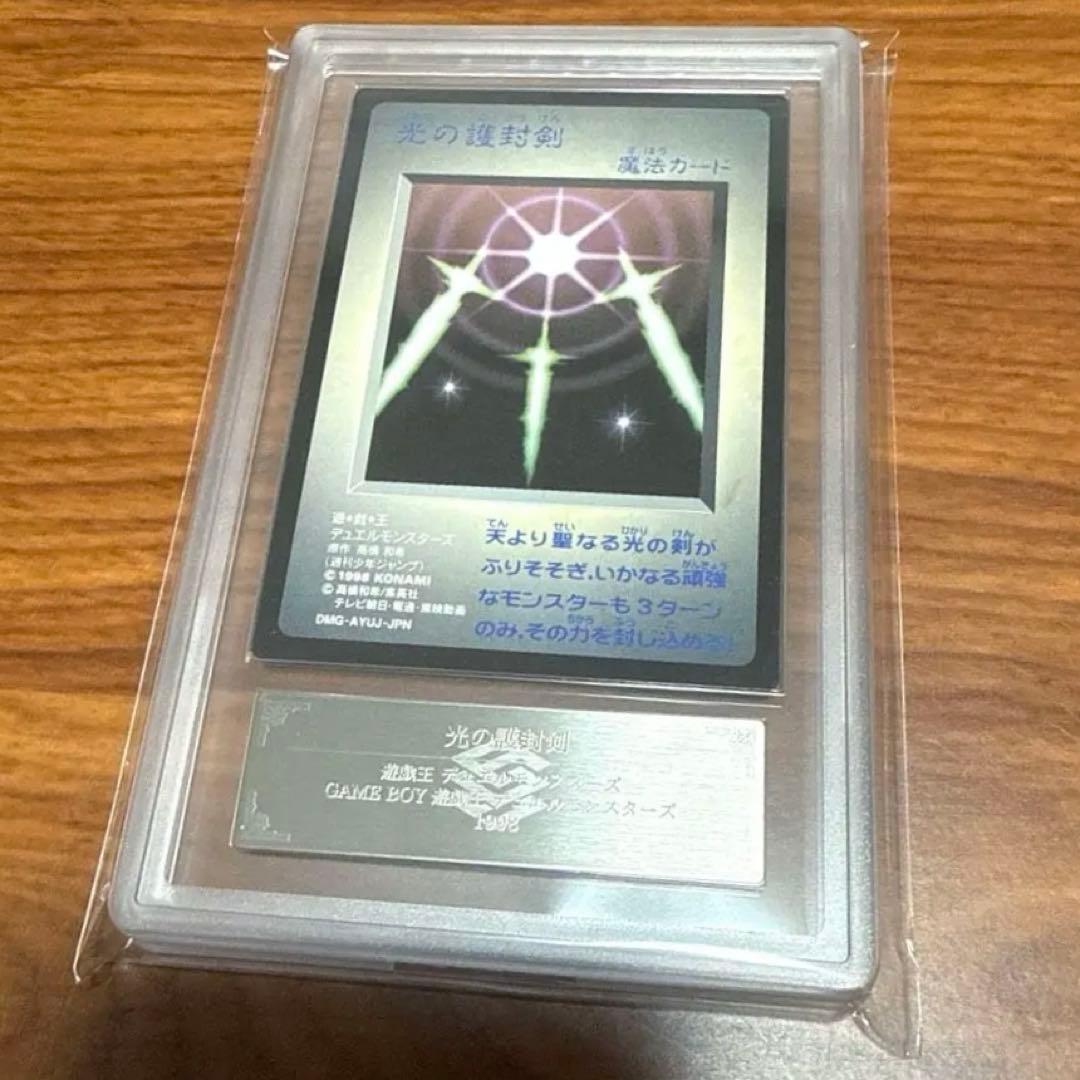 光の護封剣
魔法カード
遊•戯•王
デュエルモンスターズ
原作 高橋 和希
(週刊少年ジャンプ)
©1998 KONAMI
©高橋和希/集英社
テレビ朝日・電通・東映動画
DMG-AYUJ-JPN
天より聖なる光の剣が
ふりそそぎ,いかなる頑強
なモンスターも3ターン
のみ,その力を封じ込める!
光の護封剣
遊戯王 デュエルモンスターズ
GAME BOY 遊戯王デュエルモンスターズ
1998